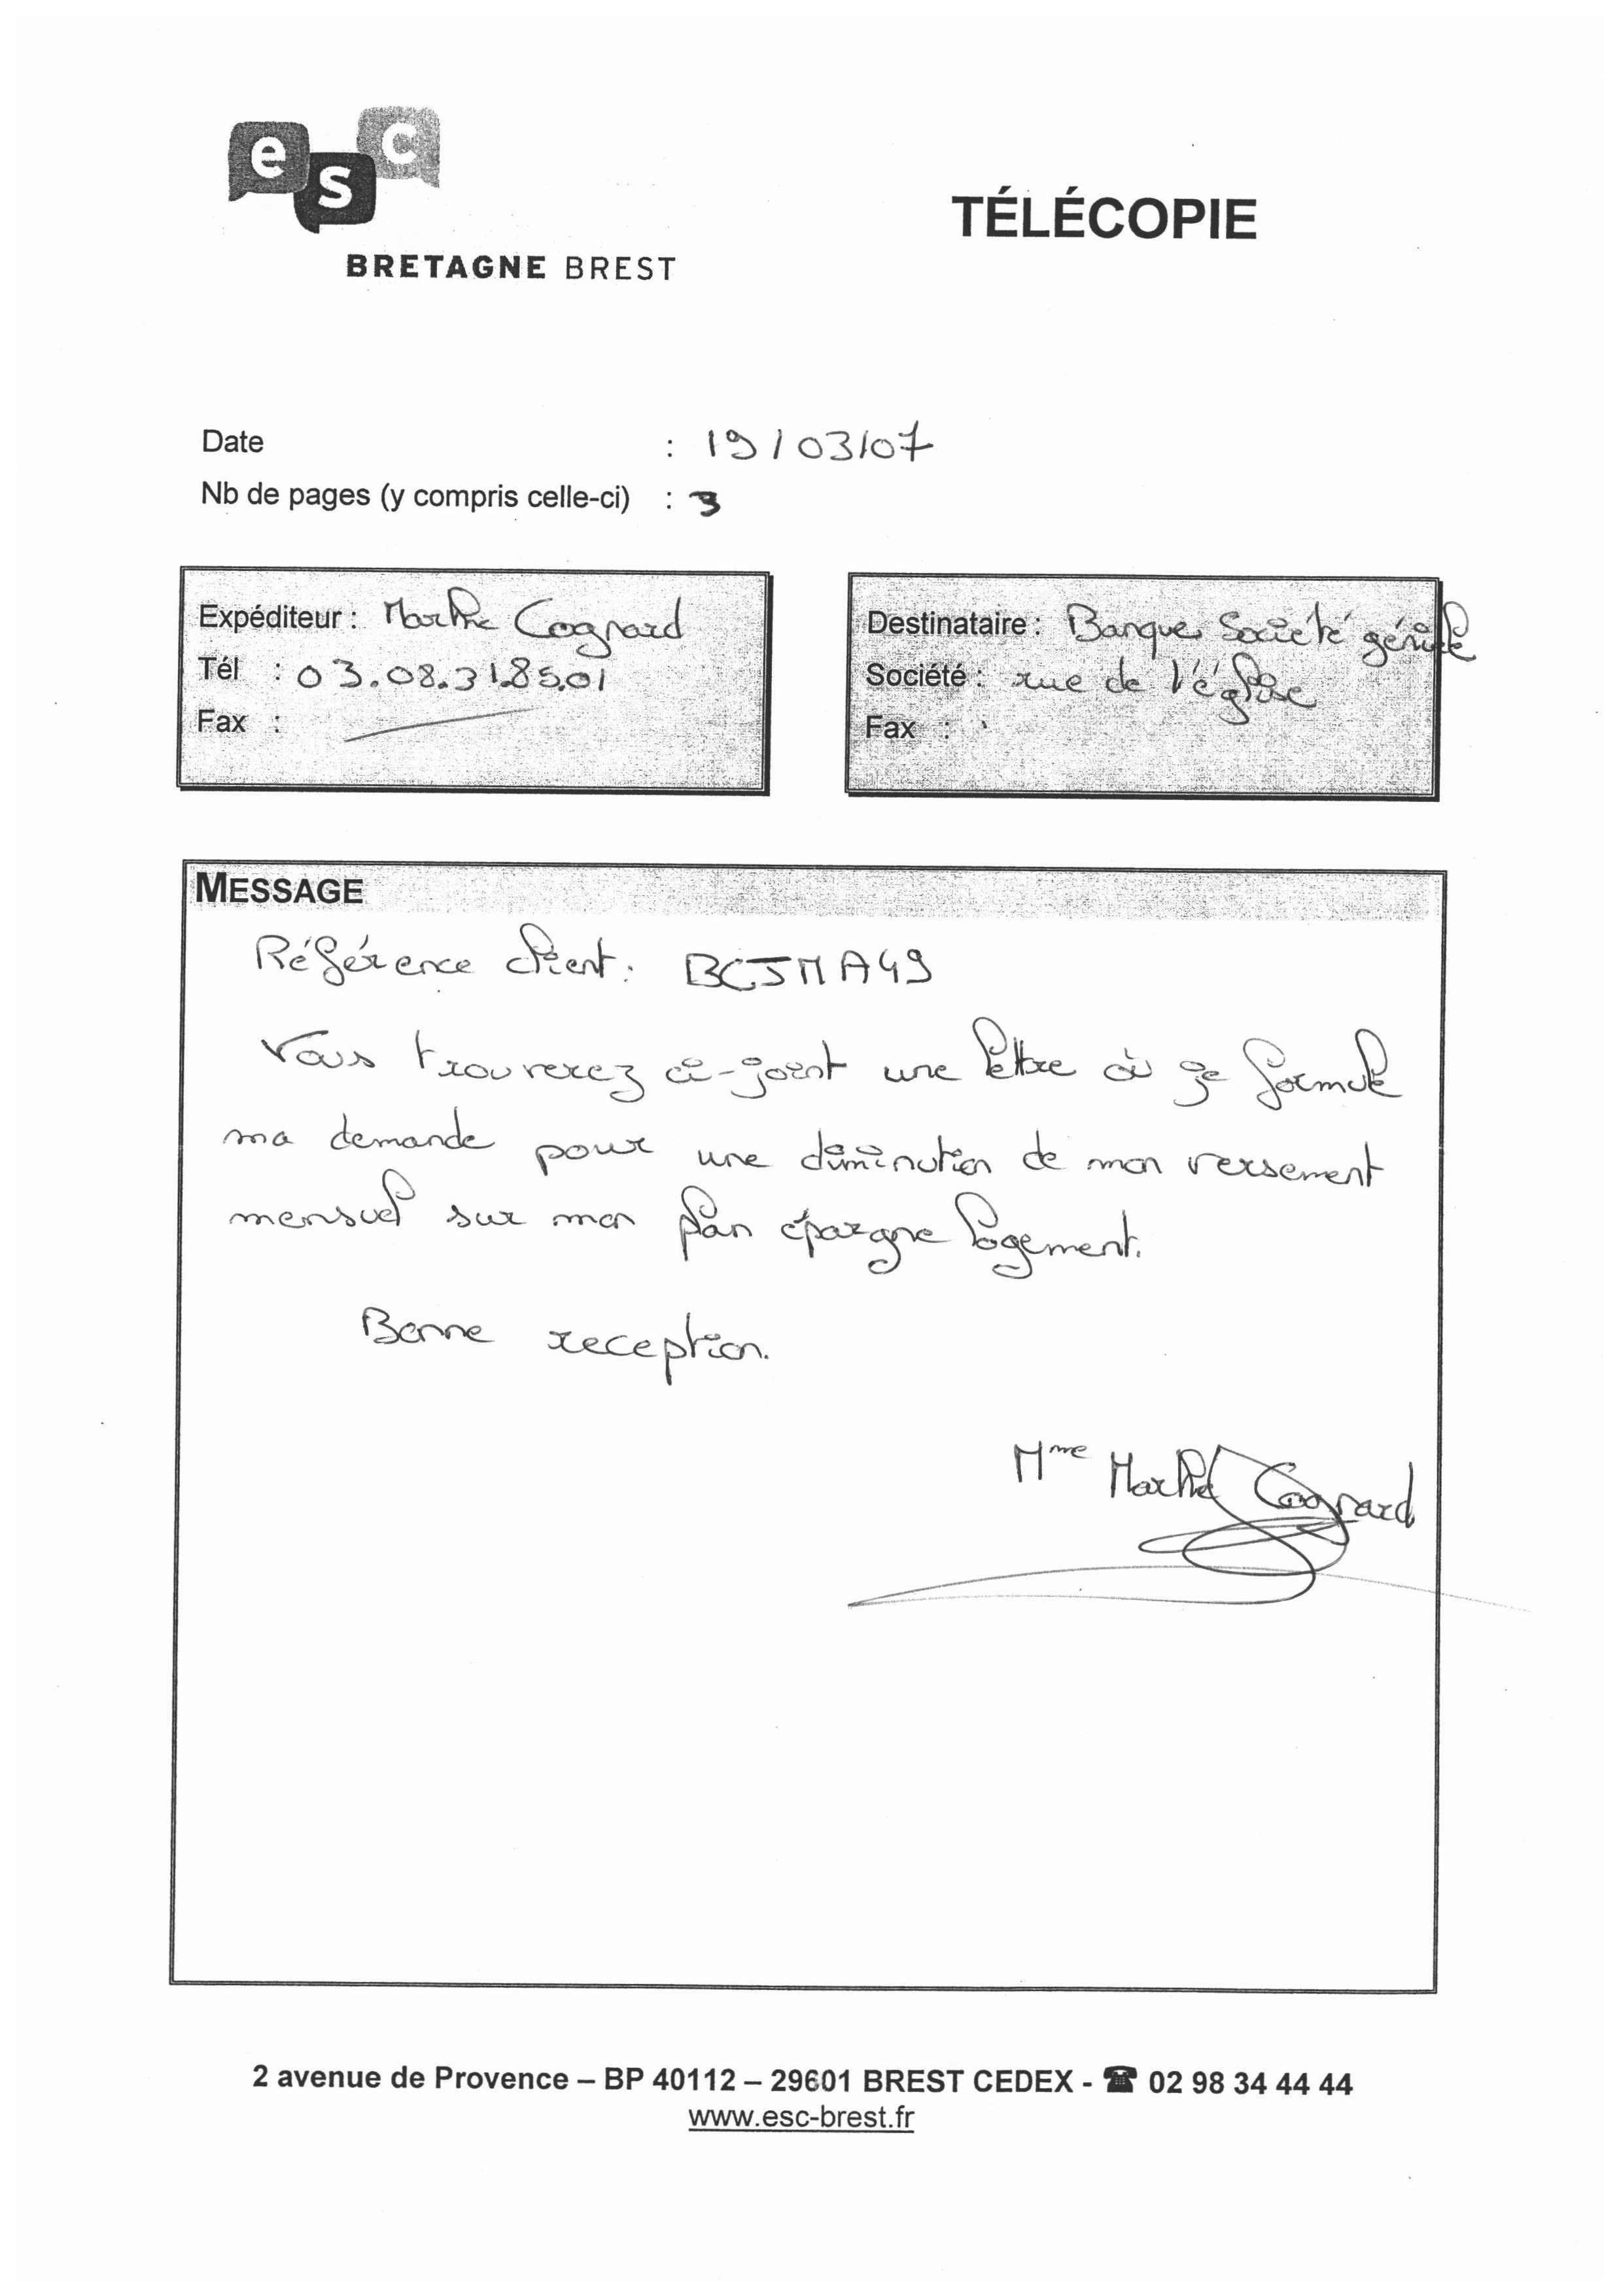 esc
BRETAGNE BREST
TÉLÉCOPIE
Date : 19/03/07
Nb de pages (y compris celle-ci) : 3
Expéditeur : Marthe Cognard
Tél : 03.08.31.85.01
Fax :
Destinataire : Banque Société générale
Société : rue de l'église
Fax :
MESSAGE
Référence client : BCJMA49
Vous trouverez ci-joint une lettre où je formule
ma demande pour une diminution de mon versement
mensuel sur mon plan épargne logement.
Bonne reception.
Mme Marthe Cognard
2 avenue de Provence – BP 40112 – 29601 BREST CEDEX - ☎ 02 98 34 44 44
www.esc-brest.fr